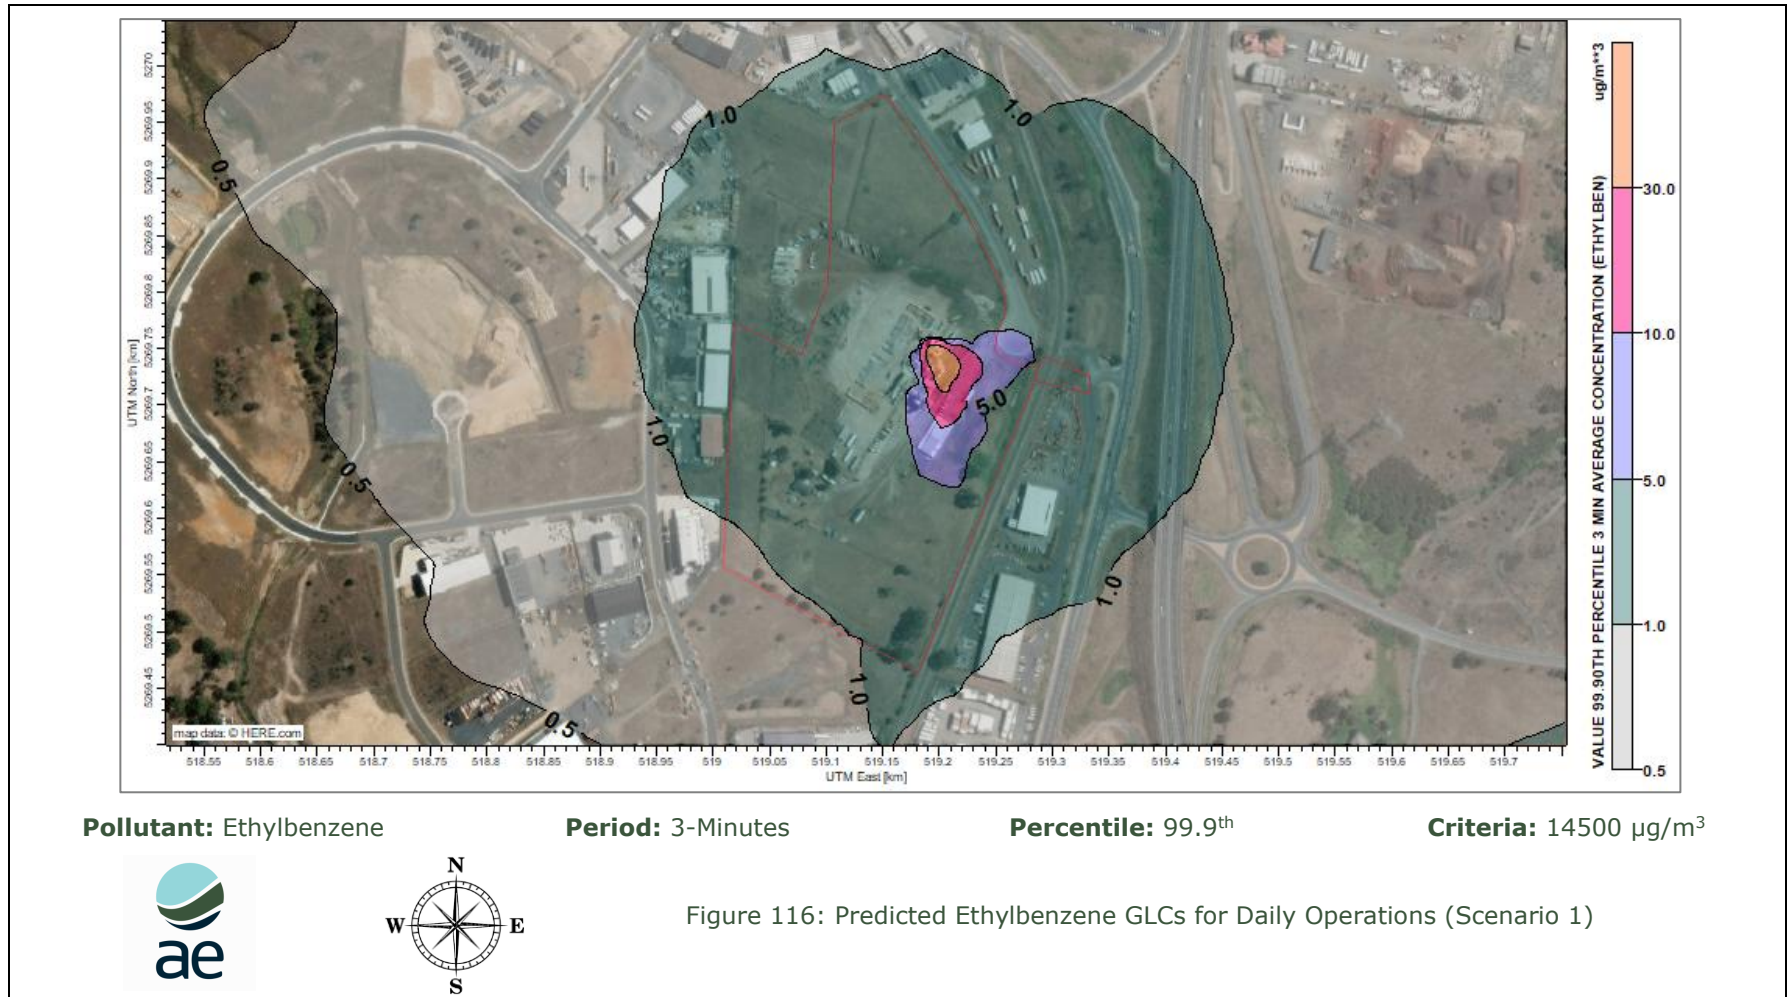 5270
5269.95
5269.9
5269.85
5269.8
5269.75
5269.7
5269.65
5269.6
5269.55
5269.5
5269.45
UTM North [km]
1.0
1.0
0.5
5.0
1.0
0.5
1.0
1.0
0.5
map data: © HERE.com
518.55 518.6 518.65 518.7 518.75 518.8 518.85 518.9 518.95 519 519.05 519.1 519.15 519.2 519.25 519.3 519.35 519.4 519.45 519.5 519.55 519.6 519.65 519.7
UTM East [km]
VALUE 99.90TH PERCENTILE 3 MIN AVERAGE CONCENTRATION (ETHYLBEN) ug/m**3
30.0
10.0
5.0
1.0
0.5
Pollutant: Ethylbenzene Period: 3-Minutes Percentile: 99.9th Criteria: 14500 µg/m³
ae
N
W E
S
Figure 116: Predicted Ethylbenzene GLCs for Daily Operations (Scenario 1)